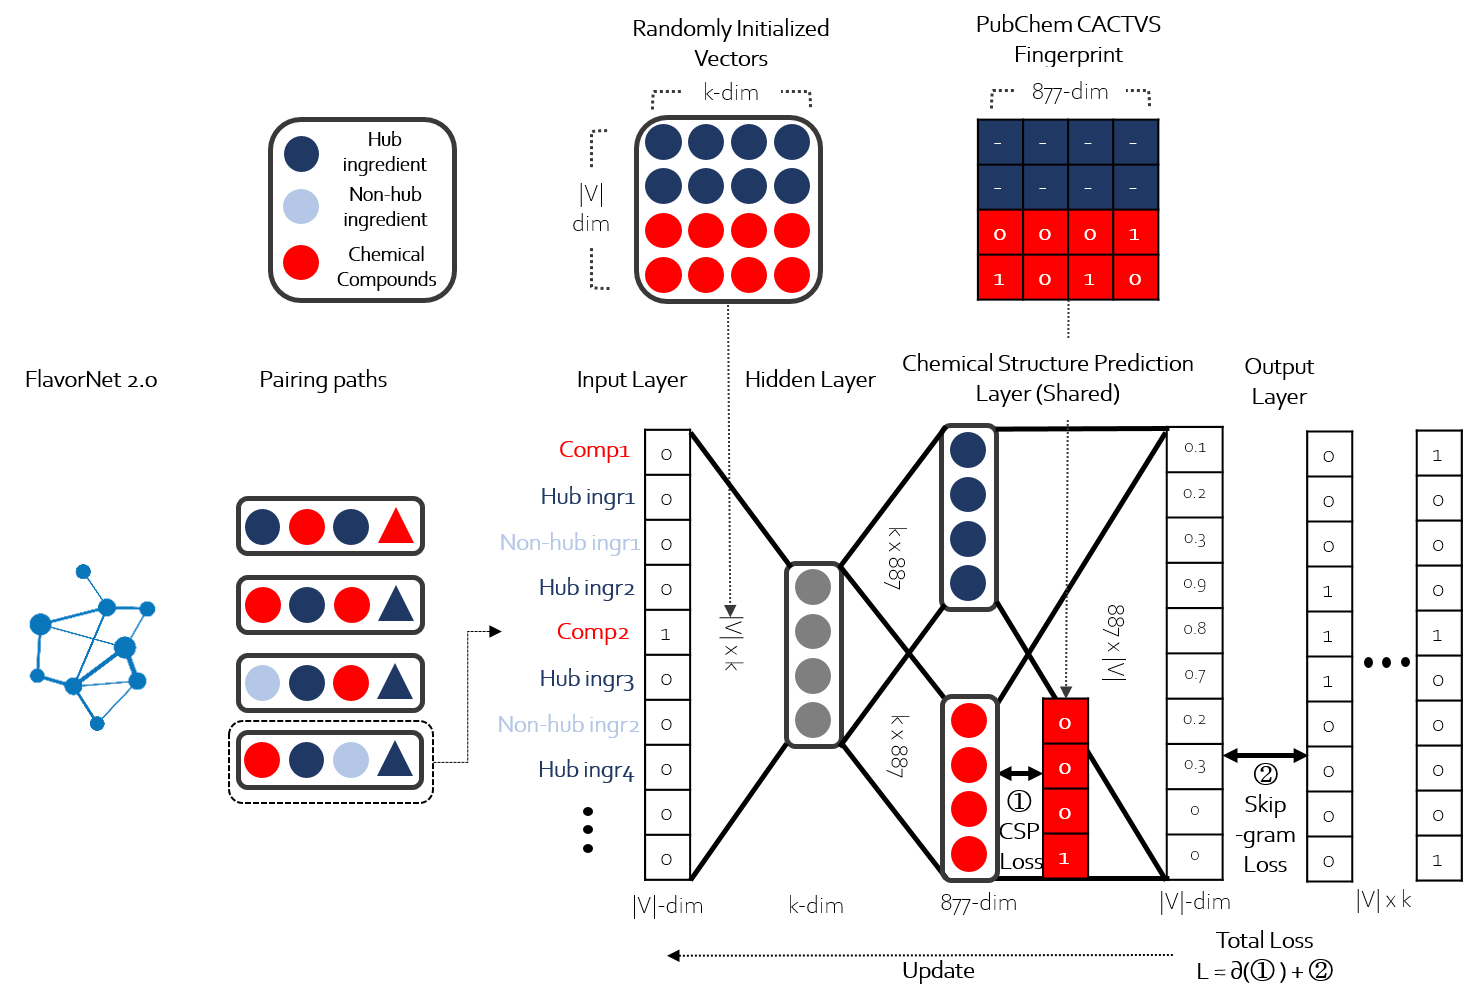 Randomly Initialized
Vectors
k-dim
PubChem CACTVS
Fingerprint
877-dim
Hub
ingredient
Non-hub
ingredient
Chemical
Compounds
|V|
dim
- - - -
- - - -
0 0 0 1
1 0 1 0
FlavorNet 2.0
Pairing paths
Input Layer
Hidden Layer
Chemical Structure Prediction
Layer (Shared)
Output
Layer
Comp1
Hub ingr1
Non-hub ingr1
Hub ingr2
Comp2
Hub ingr3
Non-hub ingr2
Hub ingr4
0
0
0
0
1
0
0
0
0
0
|V| x k
k x 887
k x 887
887 x |V|
0
0
0
1
①
CSP
Loss
0.1
0.2
0.3
0.9
0.8
0.7
0.2
0.3
0
0
②
Skip
-gram
Loss
0
0
0
1
1
1
0
0
0
0
1
0
0
0
1
0
0
0
0
1
|V|-dim
k-dim
877-dim
|V|-dim
|V| x k
Update
Total Loss
L = ∂(① ) + ②